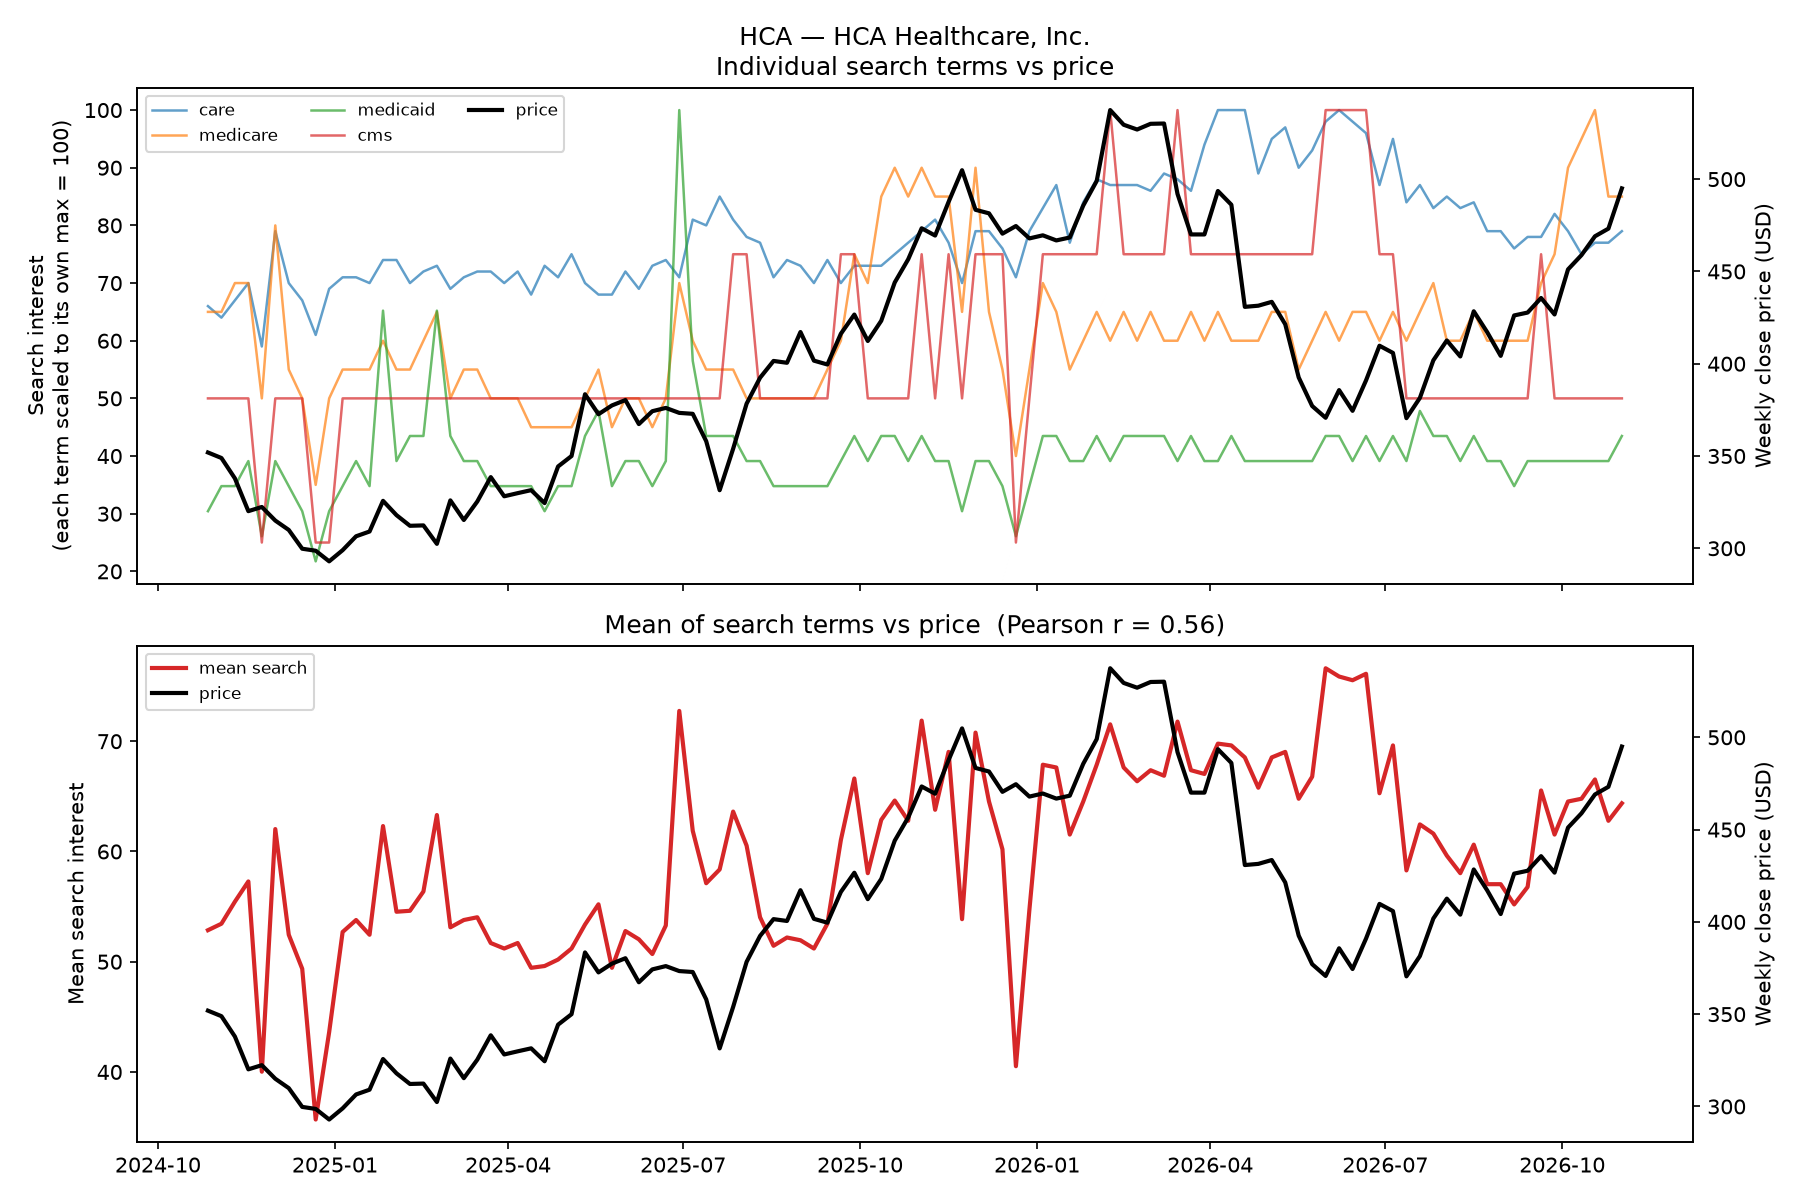 HCA — HCA Healthcare, Inc.
Individual search terms vs price
care
medicare
medicaid
cms
price
100
90
80
70
60
50
40
30
20
Search interest
(each term scaled to its own max = 100)
500
450
400
350
300
Weekly close price (USD)
Mean of search terms vs price (Pearson r = 0.56)
mean search
price
70
60
50
40
Mean search interest
500
450
400
350
300
Weekly close price (USD)
2024-10
2025-01
2025-04
2025-07
2025-10
2026-01
2026-04
2026-07
2026-10